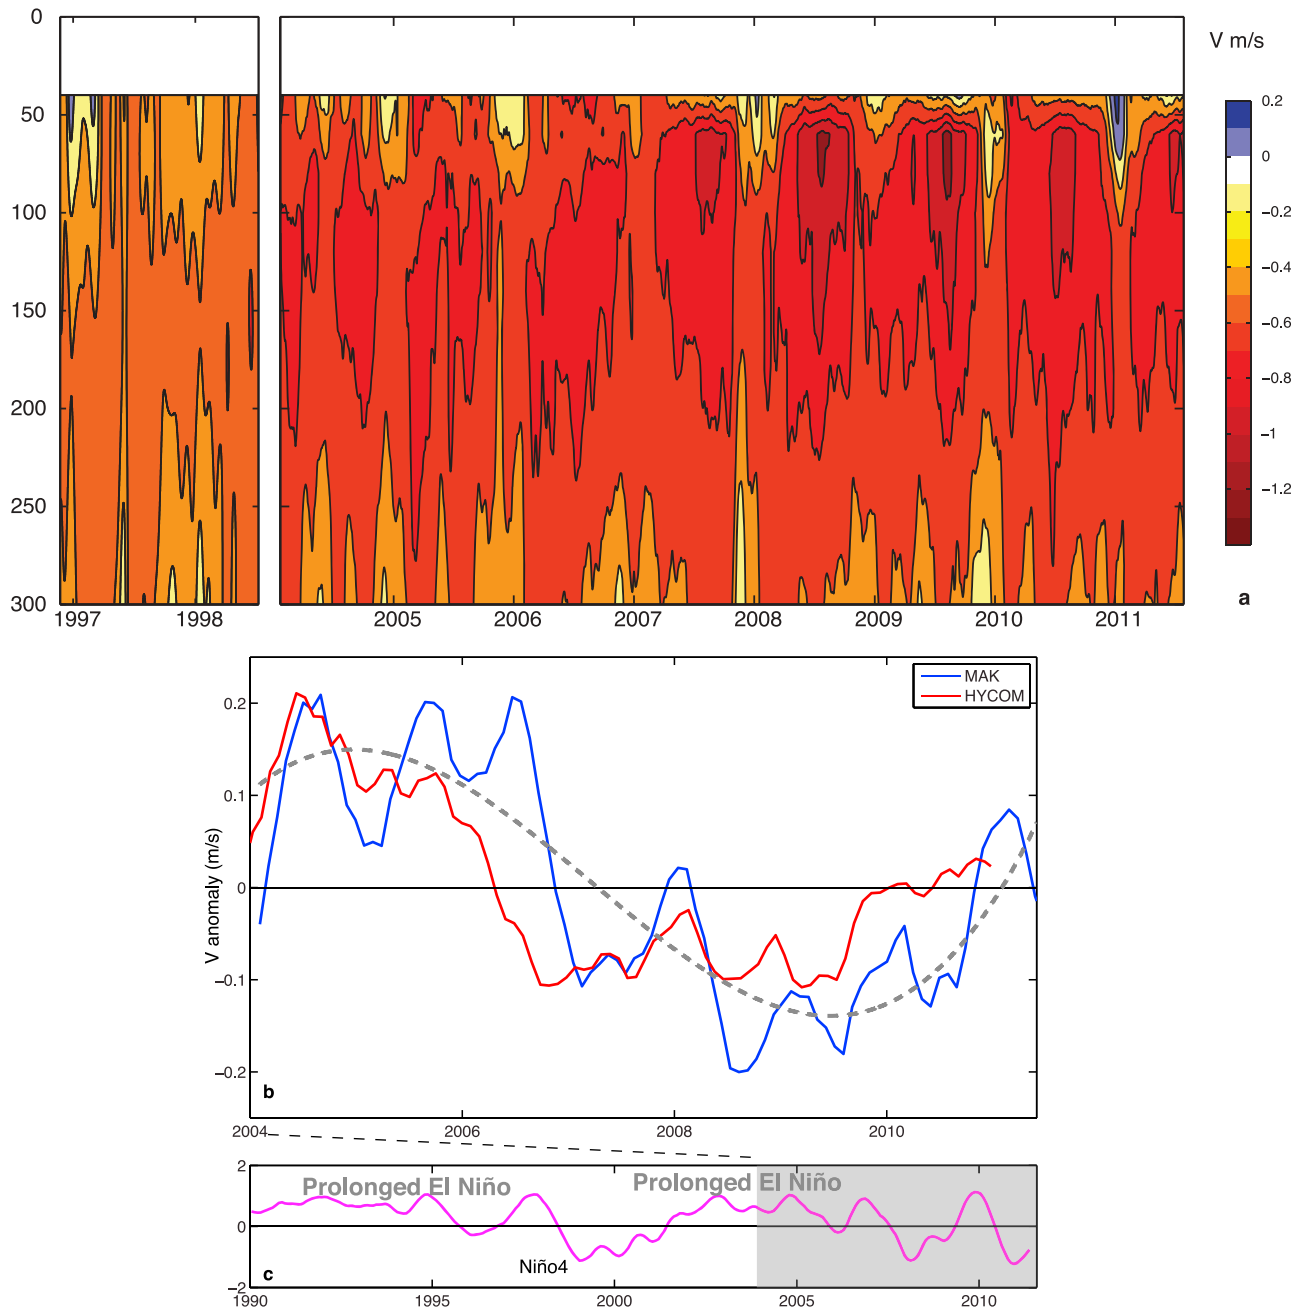 0
50
100
150
200
250
300
1997 1998 2005 2006 2007 2008 2009 2010 2011
V m/s
0.2
0
−0.2
−0.4
−0.6
−0.8
−1
−1.2
a
V anomaly (m/s)
0.2
0.1
0
−0.1
−0.2
MAK
HYCOM
b
2004 2006 2008 2010
2
0
−2
Prolonged El Niño Prolonged El Niño
Niño4
c
1990 1995 2000 2005 2010